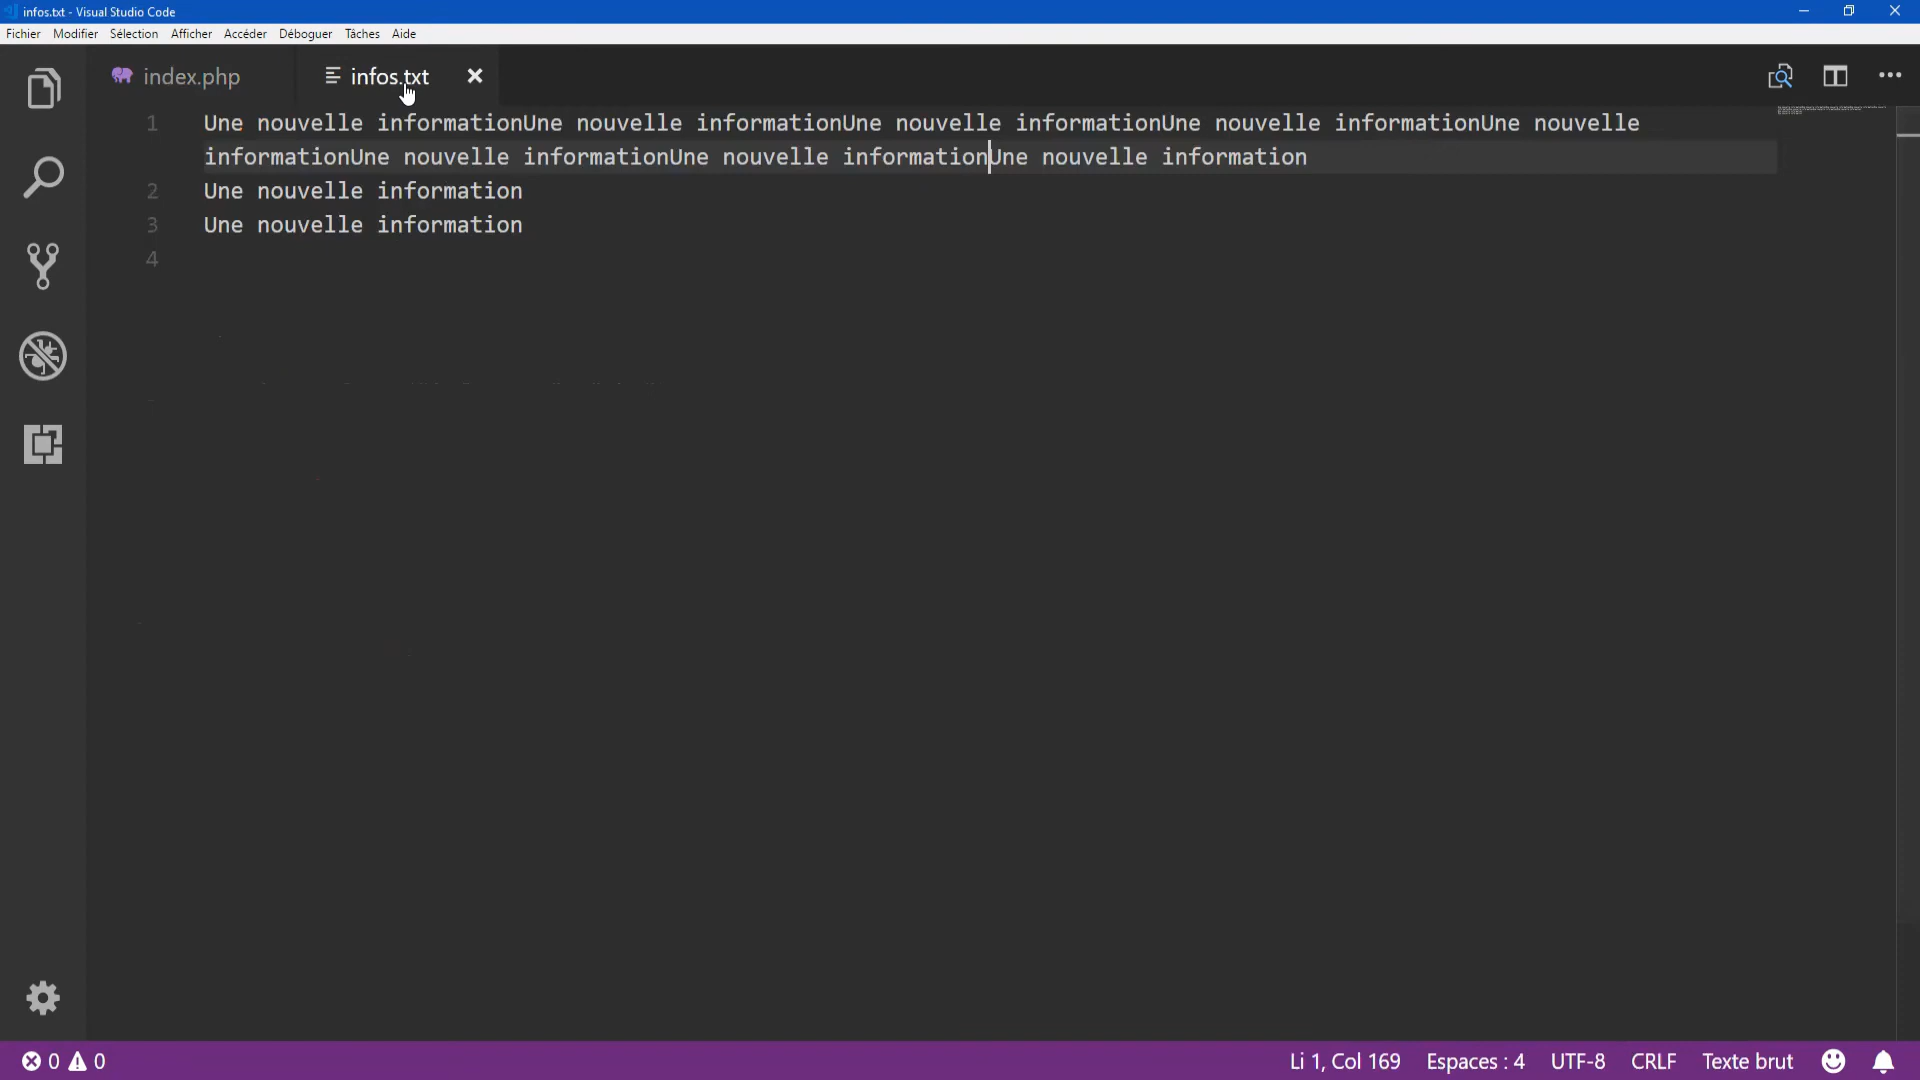 infos.txt - Visual Studio Code
Fichier Modifier Sélection Afficher Accéder Déboguer Tâches Aide
index.php infos.txt
1 Une nouvelle informationUne nouvelle informationUne nouvelle informationUne nouvelle informationUne nouvelle
informationUne nouvelle informationUne nouvelle informationUne nouvelle information
2 Une nouvelle information
3 Une nouvelle information
4
0 0 Li 1, Col 169 Espaces : 4 UTF-8 CRLF Texte brut